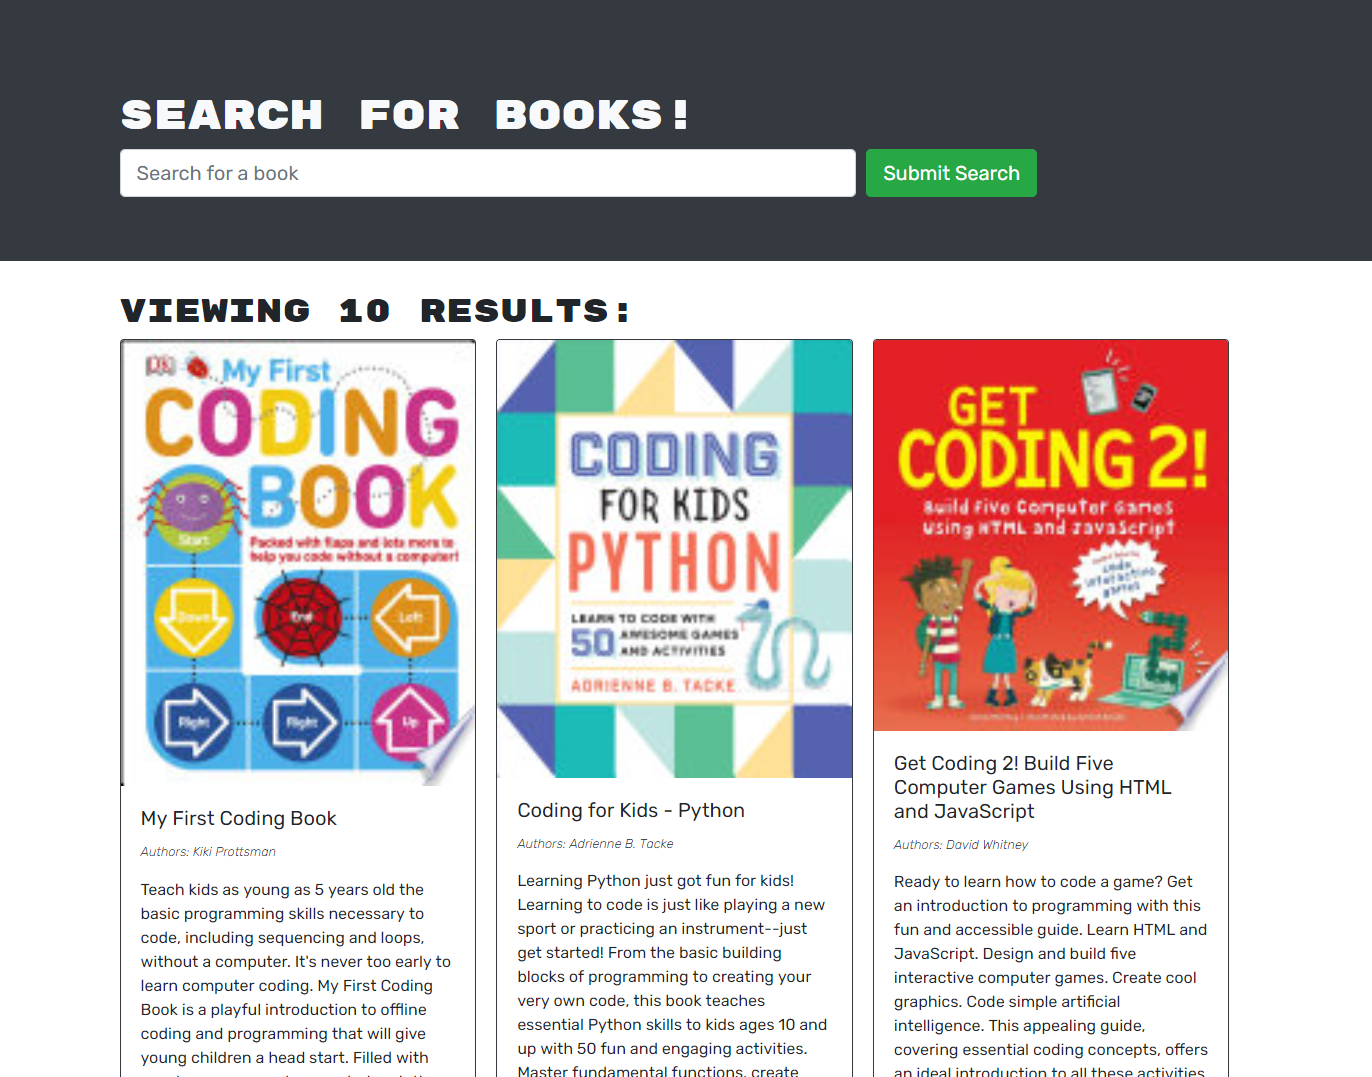 SEARCH FOR BOOKS!
Search for a book
Submit Search
VIEWING 10 RESULTS:
DK
My First
CODING
BOOK
Packed with flaps and lots more to
help you code without a computer!
Start
Down
End
Left
Right
Right
Up
My First Coding Book
Authors: Kiki Prottsman
Teach kids as young as 5 years old the
basic programming skills necessary to
code, including sequencing and loops,
without a computer. It's never too early to
learn computer coding. My First Coding
Book is a playful introduction to offline
coding and programming that will give
young children a head start. Filled with
CODING
FOR KIDS
PYTHON
LEARN TO CODE WITH
50 AWESOME GAMES
AND ACTIVITIES
ADRIENNE B. TACKE
Coding for Kids - Python
Authors: Adrienne B. Tacke
Learning Python just got fun for kids!
Learning to code is just like playing a new
sport or practicing an instrument--just
get started! From the basic building
blocks of programming to creating your
very own code, this book teaches
essential Python skills to kids ages 10 and
up with 50 fun and engaging activities.
Master fundamental functions, create
GET
CODING 2!
Build Five Computer Games
using HTML and JavaScript
Get Coding 2! Build Five
Computer Games Using HTML
and JavaScript
Authors: David Whitney
Ready to learn how to code a game? Get
an introduction to programming with this
fun and accessible guide. Learn HTML and
JavaScript. Design and build five
interactive computer games. Create cool
graphics. Code simple artificial
intelligence. This appealing guide,
covering essential coding concepts, offers
an ideal introduction to all these activities